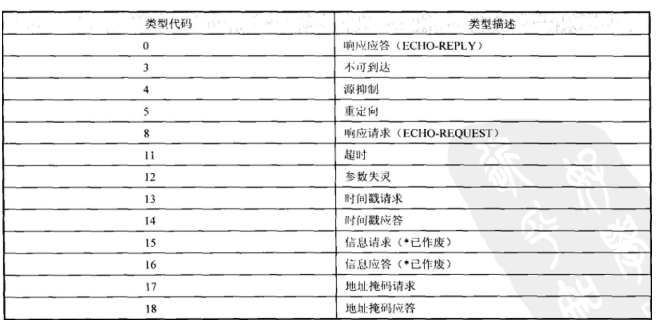 类型代码 类型描述
0 响应应答（ECHO-REPLY）
3 不可到达
4 源抑制
5 重定向
8 响应请求（ECHO-REQUEST）
11 超时
12 参数失灵
13 时间戳请求
14 时间戳应答
15 信息请求（*已作废）
16 信息应答（*已作废）
17 地址掩码请求
18 地址掩码应答